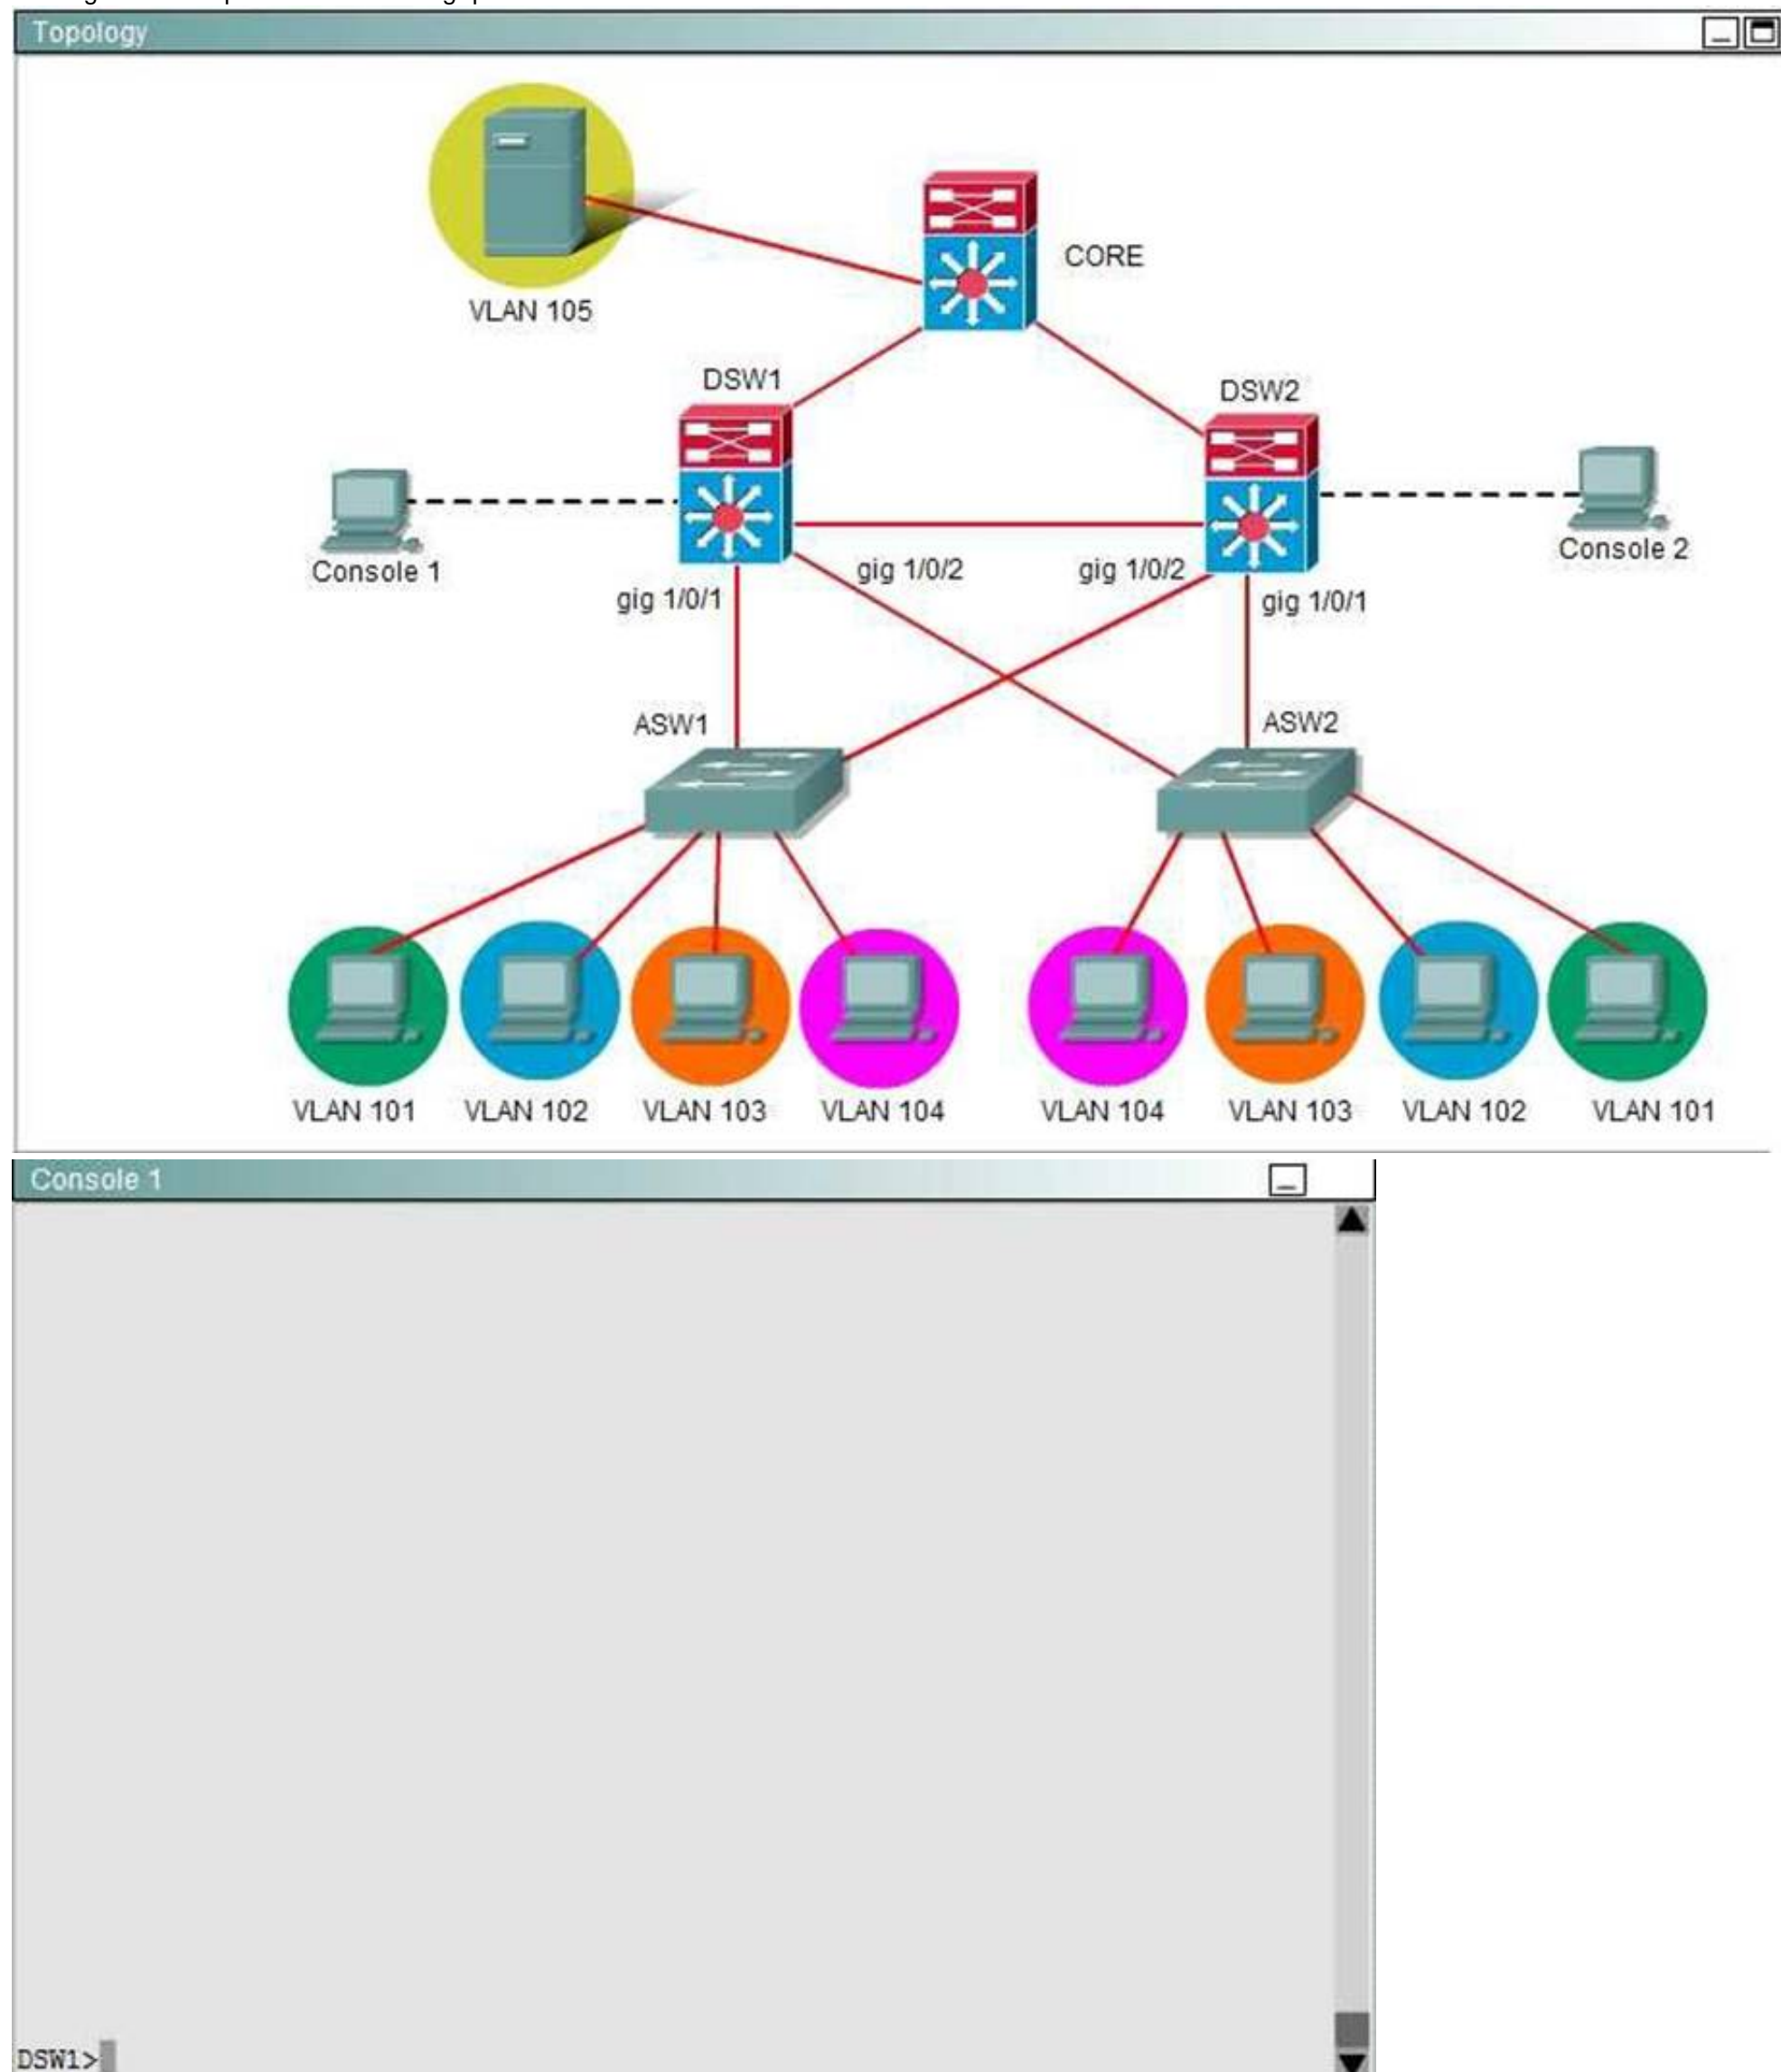 Topology
CORE
VLAN 105
DSW1
DSW2
Console 1
Console 2
gig 1/0/2
gig 1/0/2
gig 1/0/1
gig 1/0/1
ASW1
ASW2
VLAN 101
VLAN 102
VLAN 103
VLAN 104
VLAN 104
VLAN 103
VLAN 102
VLAN 101
Console 1
DSW1>